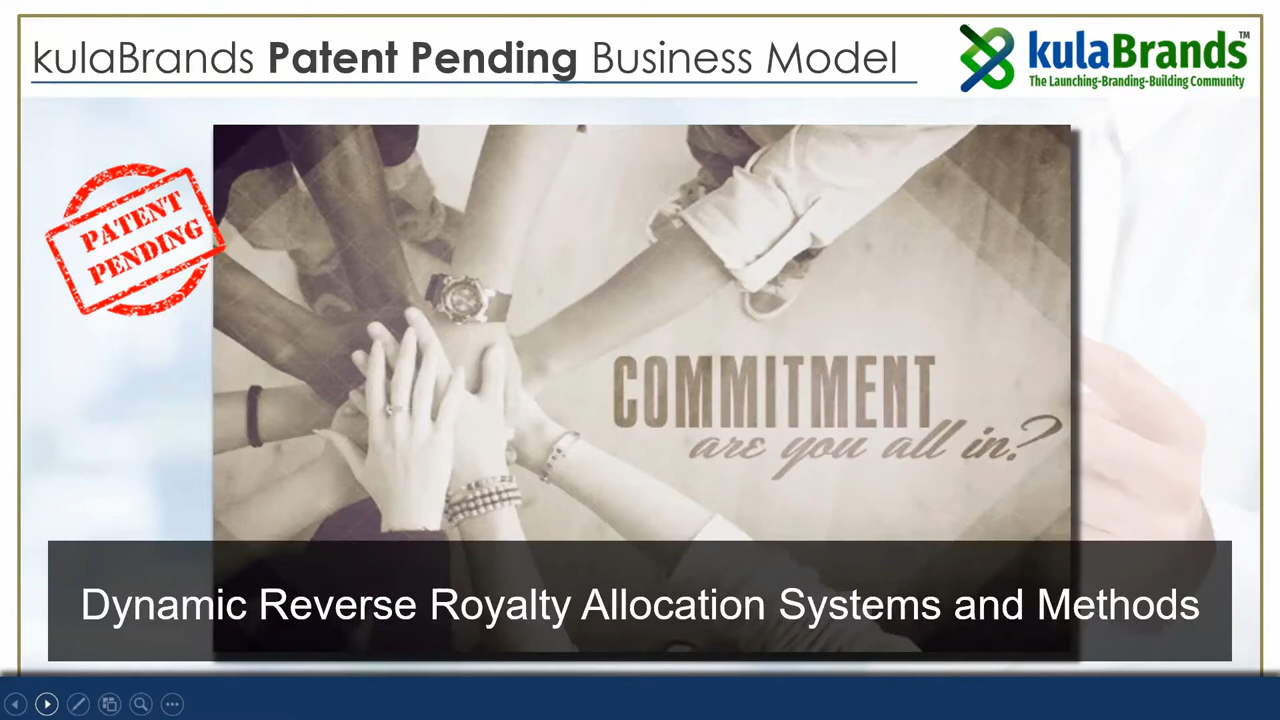 kulaBrands Patent Pending Business Model
kulaBrands™
The Launching-Branding-Building Community
PATENT
PENDING
COMMITMENT
are you all in?
Dynamic Reverse Royalty Allocation Systems and Methods